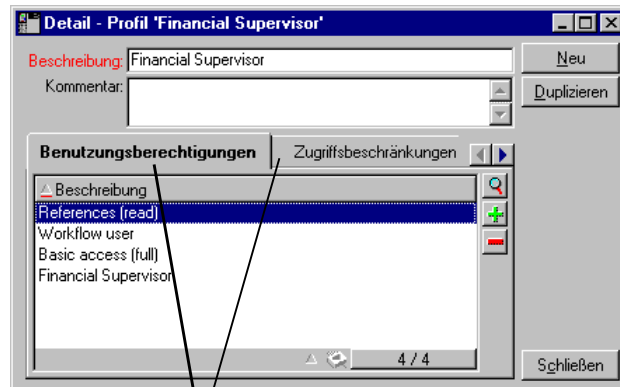 Detail - Profil 'Financial Supervisor'
Beschreibung: Financial Supervisor
Neu
Kommentar:
Duplizieren
Benutzungsberechtigungen Zugriffsbeschränkungen
Beschreibung
References (read)
Workflow user
Basic access (full)
Financial Supervisor
4 / 4
Schließen